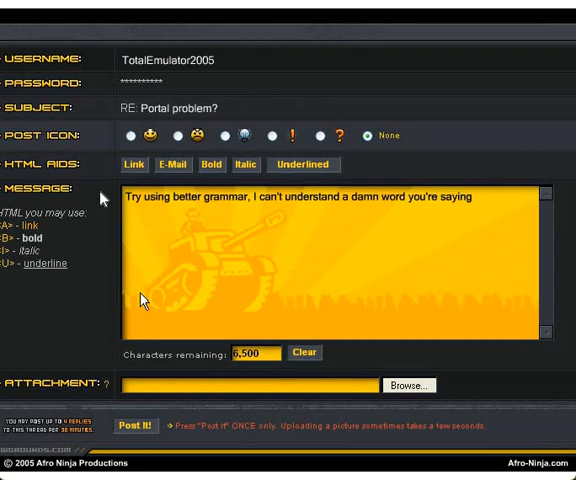 USERNAME: TotalEmulator2005
PASSWORD: **********
SUBJECT: RE: Portal problem?
POST ICON: None
HTML AIDS: Link E-Mail Bold Italic Underlined
MESSAGE: Try using better grammar, I can't understand a damn word you're saying
HTML you may use:
<A> - link
<B> - bold
<I> - Italic
<U> - underline
Characters remaining: 6,500 Clear
ATTACHMENT: ? Browse...
YOU MAY POST UP TO 4 REPLIES
TO THIS THREAD PER 30 MINUTES.
Post It! » Press "Post it" ONCE only. Uploading a picture sometimes takes a few seconds.
WGROUNDS.COM //
© 2005 Afro Ninja Productions Afro-Ninja.com